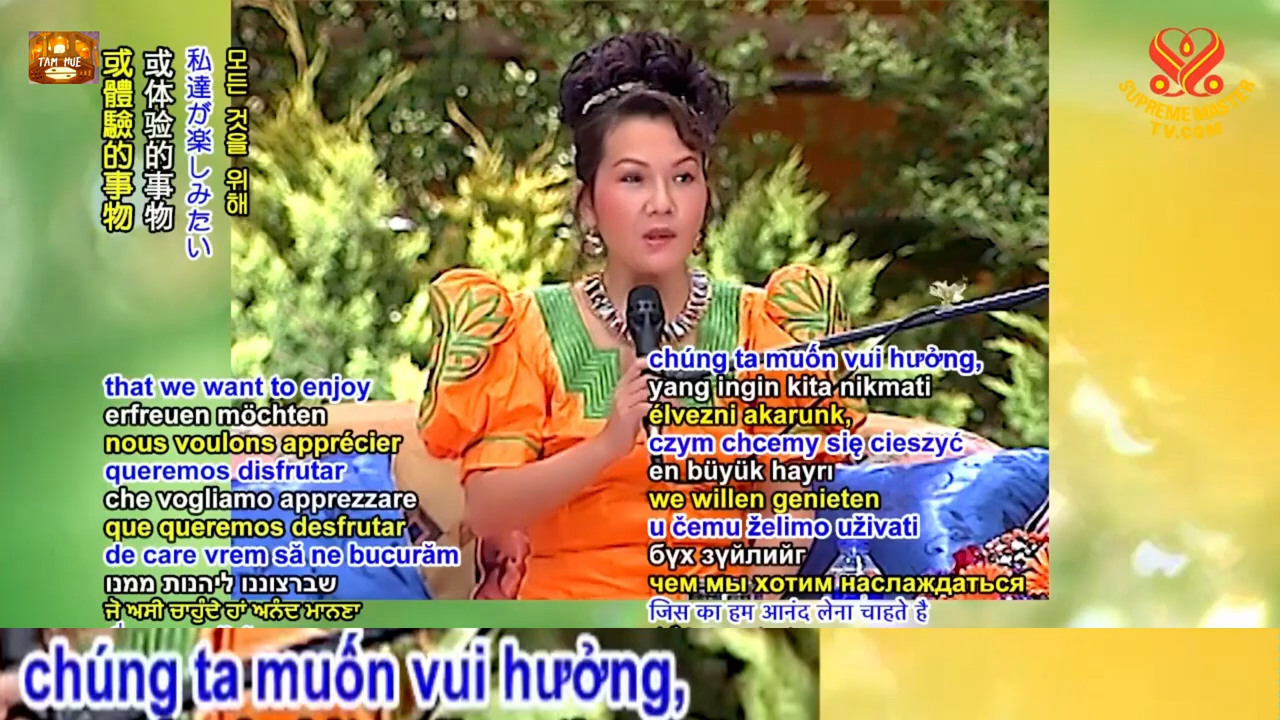 TAM HUE
或體驗的事物
或体验的事物
私達が楽しみたい
모든 것을 위해
SUPREME MASTER
TV.COM
that we want to enjoy
erfreuen möchten
nous voulons apprécier
queremos disfrutar
che vogliamo apprezzare
que queremos desfrutar
de care vrem să ne bucurăm
שברצוננו ליהנות ממנו
ਜੋ ਅਸੀ ਚਾਹੁੰਦੇ ਹਾਂ ਅਨੰਦ ਮਾਨਣਾ
chúng ta muốn vui hưởng,
yang ingin kita nikmati
élvezni akarunk,
czym chcemy się cieszyć
en büyük hayrı
we willen genieten
u čemu želimo uživati
бүх зүйлийг
чем мы хотим наслаждаться
जिस का हम आनंद लेना चाहते है
chúng ta muốn vui hưởng,